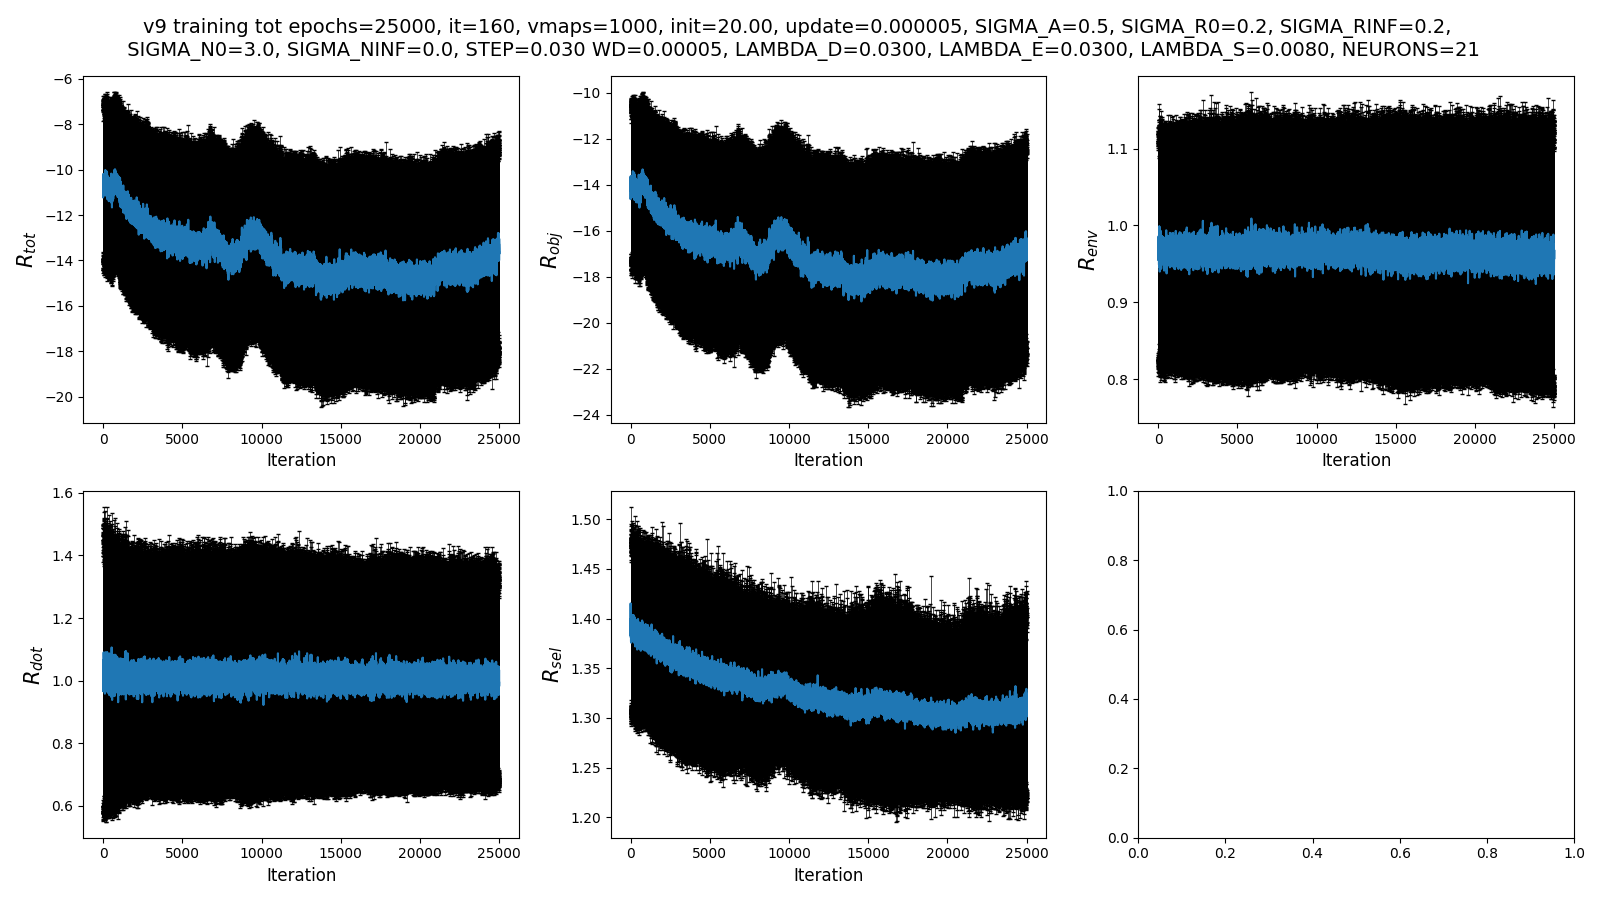 v9 training tot epochs=25000, it=160, vmaps=1000, init=20.00, update=0.000005, SIGMA_A=0.5, SIGMA_R0=0.2, SIGMA_RINF=0.2,
SIGMA_N0=3.0, SIGMA_NINF=0.0, STEP=0.030 WD=0.00005, LAMBDA_D=0.0300, LAMBDA_E=0.0300, LAMBDA_S=0.0080, NEURONS=21
R_tot
−6
−8
−10
−12
−14
−16
−18
−20
0 5000 10000 15000 20000 25000
Iteration
R_obj
−10
−12
−14
−16
−18
−20
−22
−24
0 5000 10000 15000 20000 25000
Iteration
R_env
1.1
1.0
0.9
0.8
0 5000 10000 15000 20000 25000
Iteration
R_dot
1.6
1.4
1.2
1.0
0.8
0.6
0 5000 10000 15000 20000 25000
Iteration
R_sel
1.50
1.45
1.40
1.35
1.30
1.25
1.20
0 5000 10000 15000 20000 25000
Iteration
1.0
0.8
0.6
0.4
0.2
0.0
0.0 0.2 0.4 0.6 0.8 1.0